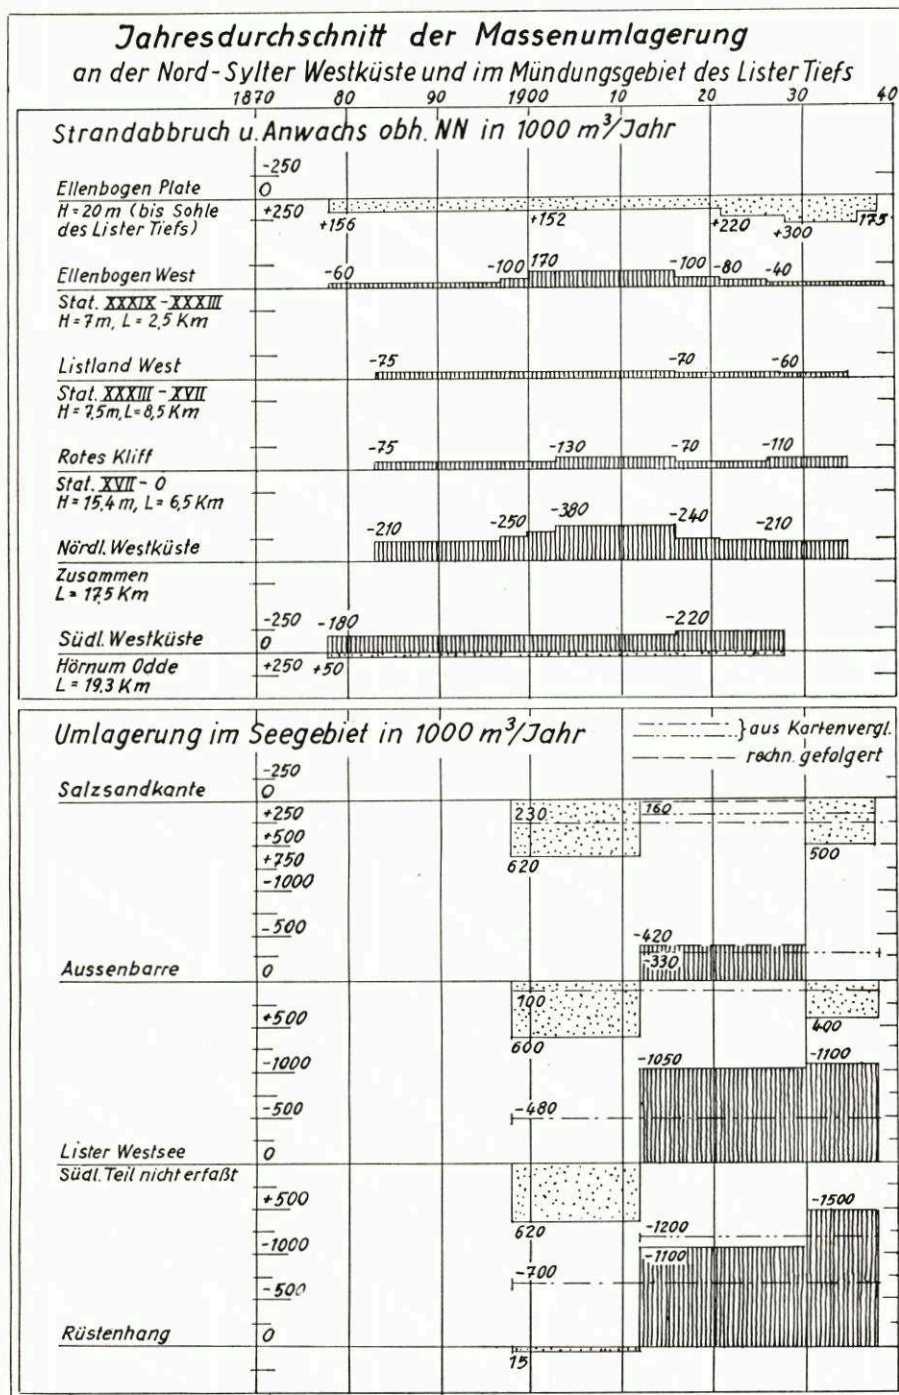 Jahresdurchschnitt der Massenumlagerung
an der Nord-Sylter Westküste und im Mündungsgebiet des Lister Tiefs
1870 80 90 1900 10 20 30 40
Strandabbruch u. Anwachs obh. NN in 1000 m³/Jahr
-250
Ellenbogen Plate 0
H = 20 m (bis Sohle +250
des Lister Tiefs) +156 +152 +220 +300 175
Ellenbogen West -60 -100 170 -100 -80 -40
Stat. XXXIX - XXXIII
H = 7 m, L = 2,5 Km
Listland West -75 -70 -60
Stat. XXXIII - XVII
H = 7,5 m, L = 8,5 Km
Rotes Kliff -75 -130 -70 -110
Stat. XVII - 0
H = 15,4 m, L = 6,5 Km
Nördl. Westküste -210 -250 -380 -240 -210
Zusammen
L = 17,5 Km
-250 -180 -220
Südl. Westküste 0
Hörnum Odde +250 +50
L = 19,3 Km
Umlagerung im Seegebiet in 1000 m³/Jahr
} aus Kartenvergl.
rechn. gefolgert
-250
Salzsandkante 0
+250 230 160
+500
+750 620 500
-1000
-500 -420
-330
Aussenbarre 0
100
+500 600 400
-1000 -1050 -1100
-500 -480
Lister Westsee 0
Südl. Teil nicht erfaßt
+500 -1500
620 -1200
-1000 -1100
-700
-500
Rüstenhang 0
15